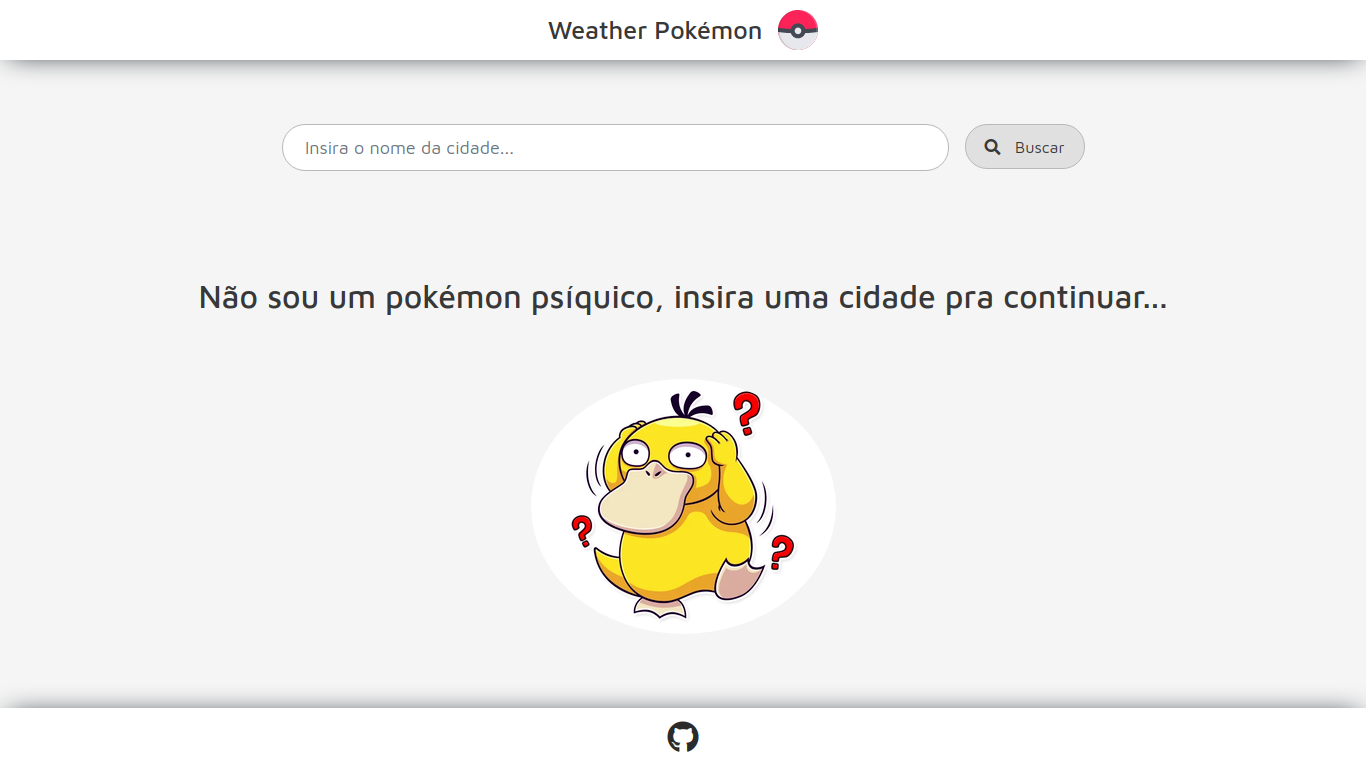 Weather Pokémon
Insira o nome da cidade...
Buscar
Não sou um pokémon psíquico, insira uma cidade pra continuar...
?
?
?